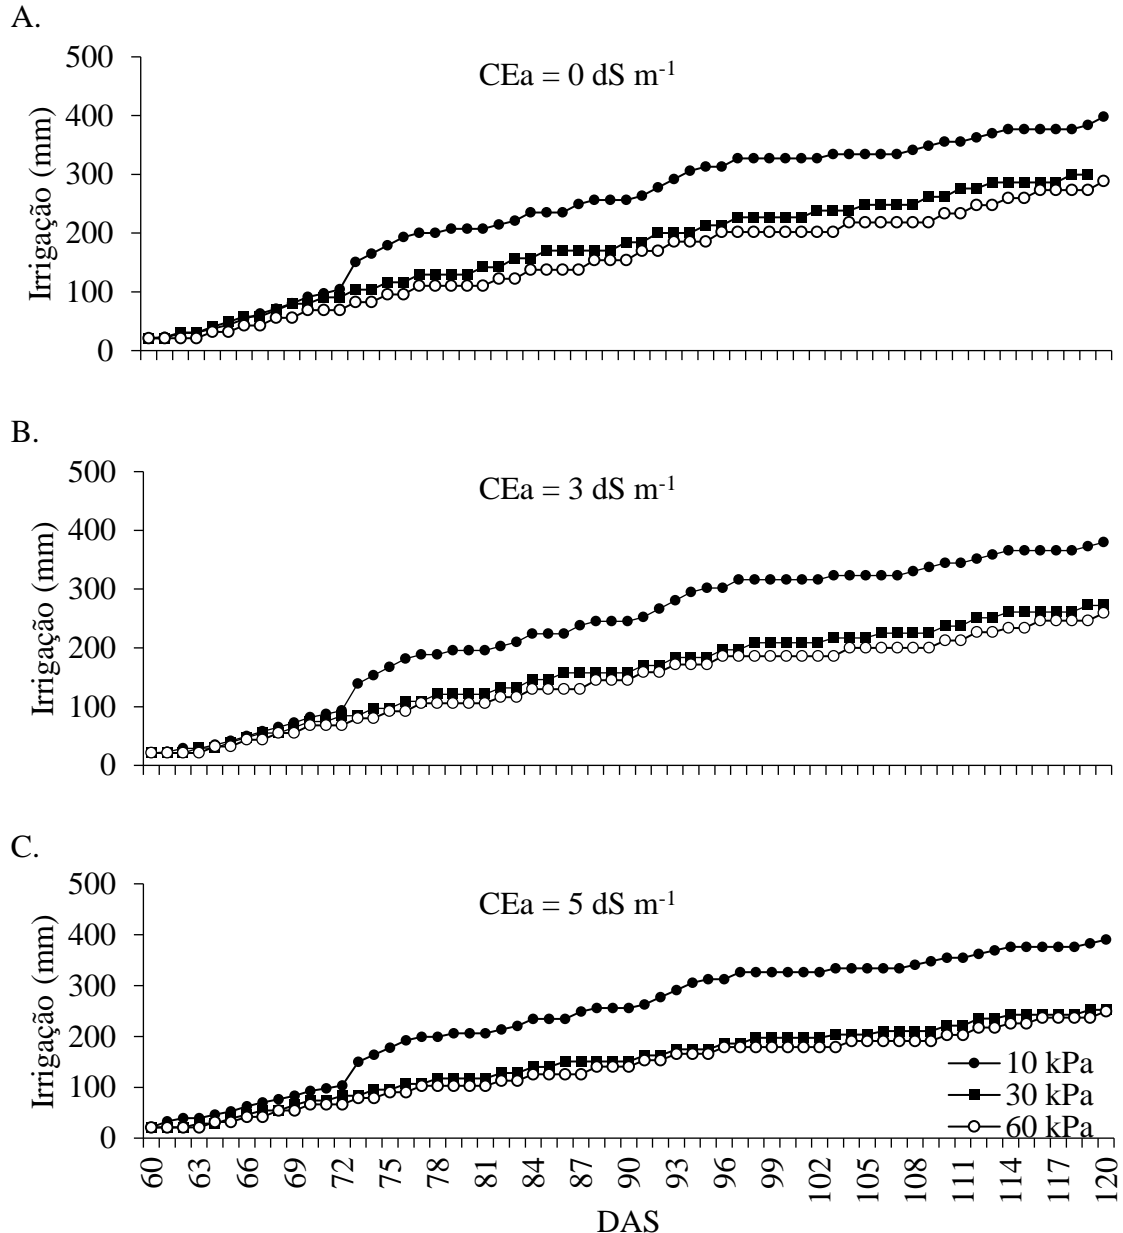 A.
CEa = 0 dS m⁻¹
Irrigação (mm)
500
400
300
200
100
0
B.
CEa = 3 dS m⁻¹
Irrigação (mm)
500
400
300
200
100
0
C.
CEa = 5 dS m⁻¹
Irrigação (mm)
500
400
300
200
100
0
10 kPa
30 kPa
60 kPa
60 63 66 69 72 75 78 81 84 87 90 93 96 99 102 105 108 111 114 117 120
DAS